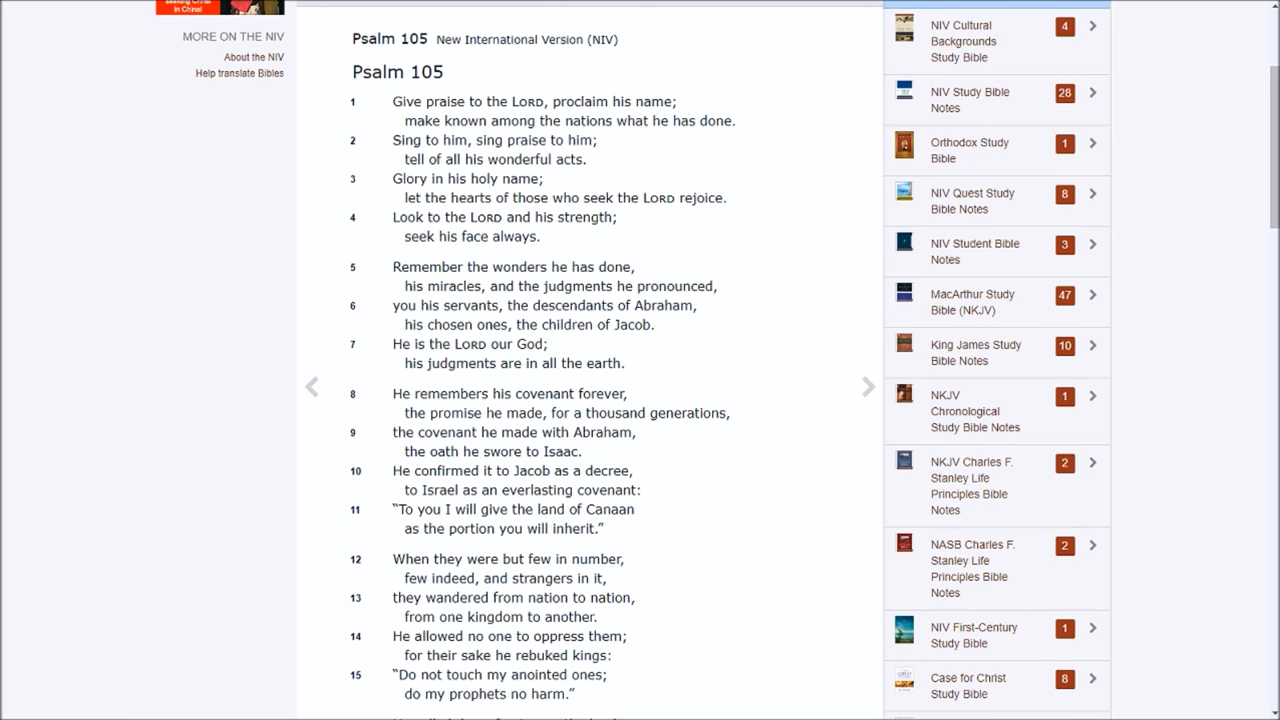 in China!
MORE ON THE NIV
About the NIV
Help translate Bibles
Psalm 105 New International Version (NIV)
Psalm 105
1 Give praise to the LORD, proclaim his name;
make known among the nations what he has done.
2 Sing to him, sing praise to him;
tell of all his wonderful acts.
3 Glory in his holy name;
let the hearts of those who seek the LORD rejoice.
4 Look to the LORD and his strength;
seek his face always.
5 Remember the wonders he has done,
his miracles, and the judgments he pronounced,
6 you his servants, the descendants of Abraham,
his chosen ones, the children of Jacob.
7 He is the LORD our God;
his judgments are in all the earth.
8 He remembers his covenant forever,
the promise he made, for a thousand generations,
9 the covenant he made with Abraham,
the oath he swore to Isaac.
10 He confirmed it to Jacob as a decree,
to Israel as an everlasting covenant:
11 “To you I will give the land of Canaan
as the portion you will inherit.”
12 When they were but few in number,
few indeed, and strangers in it,
13 they wandered from nation to nation,
from one kingdom to another.
14 He allowed no one to oppress them;
for their sake he rebuked kings:
15 “Do not touch my anointed ones;
do my prophets no harm.”
NIV Cultural
Backgrounds
Study Bible
4
NIV Study Bible
Notes
28
Orthodox Study
Bible
1
NIV Quest Study
Bible Notes
8
NIV Student Bible
Notes
3
MacArthur Study
Bible (NKJV)
47
King James Study
Bible Notes
10
NKJV
Chronological
Study Bible Notes
1
NKJV Charles F.
Stanley Life
Principles Bible
Notes
2
NASB Charles F.
Stanley Life
Principles Bible
Notes
2
NIV First-Century
Study Bible
1
Case for Christ
Study Bible
8